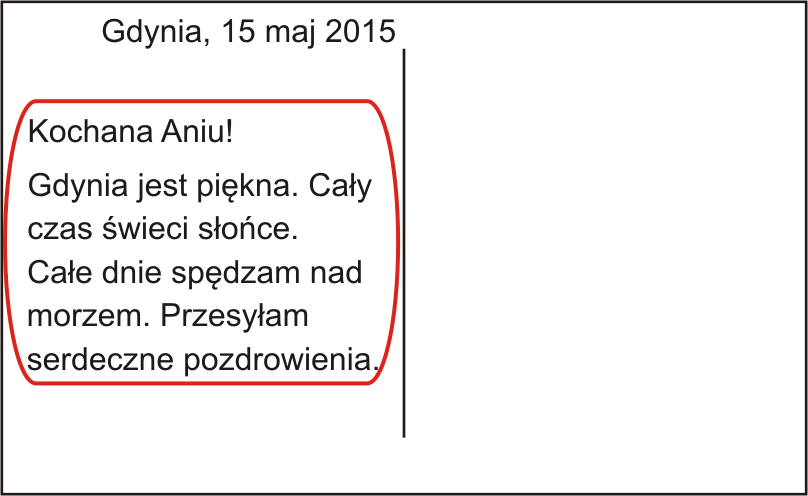 Gdynia, 15 maj 2015
Kochana Aniu!
Gdynia jest piękna. Cały
czas świeci słońce.
Całe dnie spędzam nad
morzem. Przesyłam
serdeczne pozdrowienia.